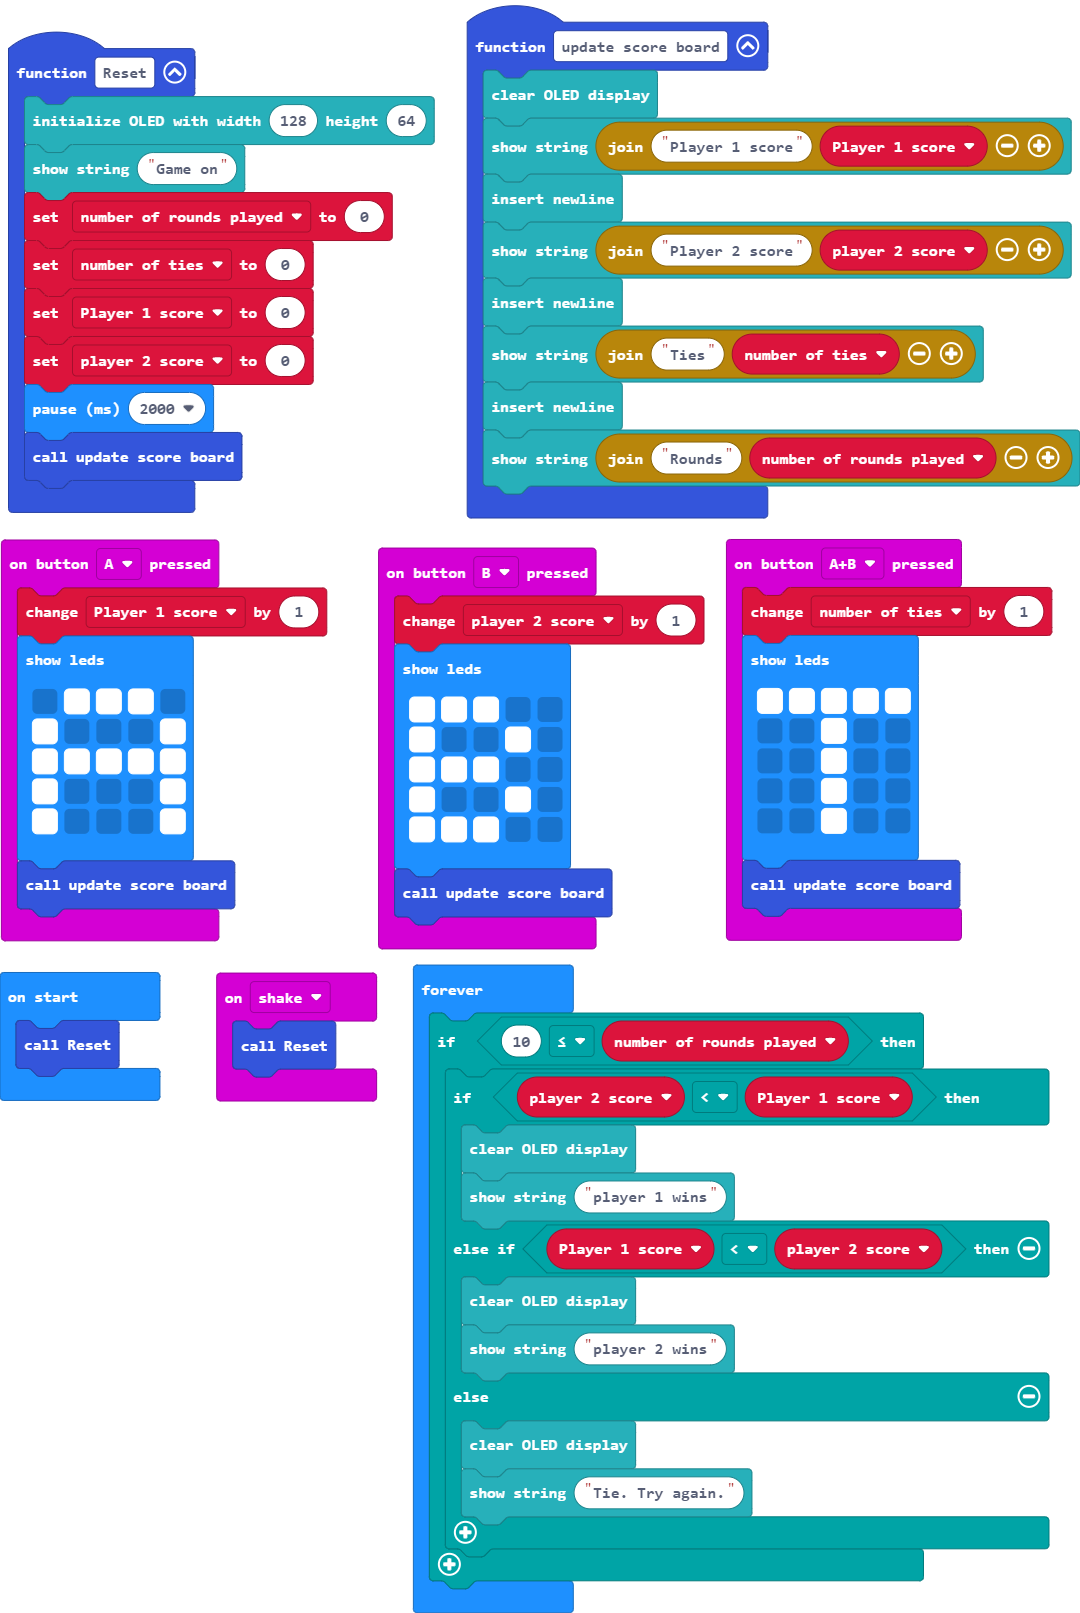 function Reset
initialize OLED with width 128 height 64
show string "Game on"
set number of rounds played to 0
set number of ties to 0
set Player 1 score to 0
set player 2 score to 0
pause (ms) 2000
call update score board
function update score board
clear OLED display
show string join "Player 1 score" Player 1 score
insert newline
show string join "Player 2 score" player 2 score
insert newline
show string join "Ties" number of ties
insert newline
show string join "Rounds" number of rounds played
on button A pressed
change Player 1 score by 1
show leds
call update score board
on button B pressed
change player 2 score by 1
show leds
call update score board
on button A+B pressed
change number of ties by 1
show leds
call update score board
on start
call Reset
on shake
call Reset
forever
if 10 ≤ number of rounds played then
if player 2 score < Player 1 score then
clear OLED display
show string "player 1 wins"
else if Player 1 score < player 2 score then
clear OLED display
show string "player 2 wins"
else
clear OLED display
show string "Tie. Try again."